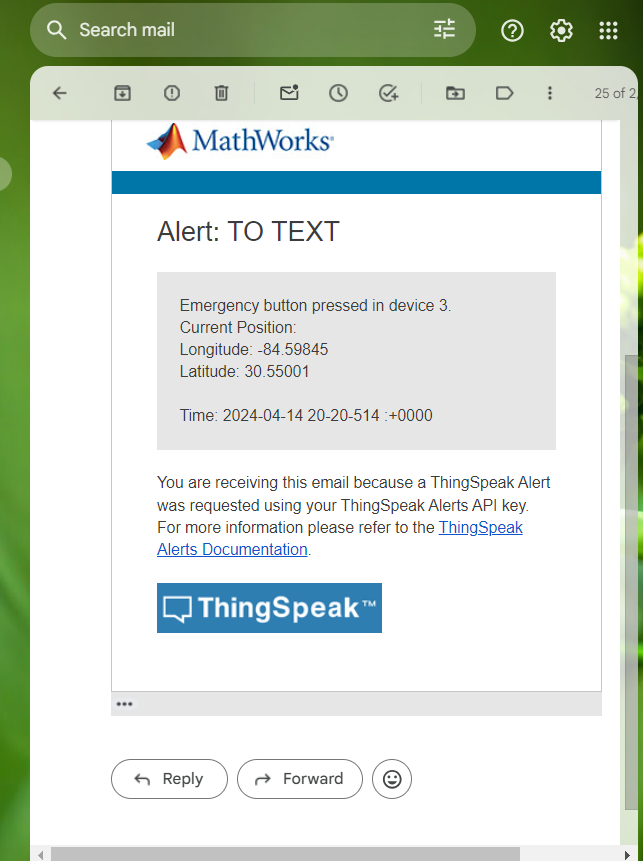 Search mail
25 of 2,
MathWorks®
Alert: TO TEXT
Emergency button pressed in device 3.
Current Position:
Longitude: -84.59845
Latitude: 30.55001
Time: 2024-04-14 20-20-514 :+0000
You are receiving this email because a ThingSpeak Alert
was requested using your ThingSpeak Alerts API key.
For more information please refer to the ThingSpeak
Alerts Documentation.
ThingSpeak™
Reply
Forward